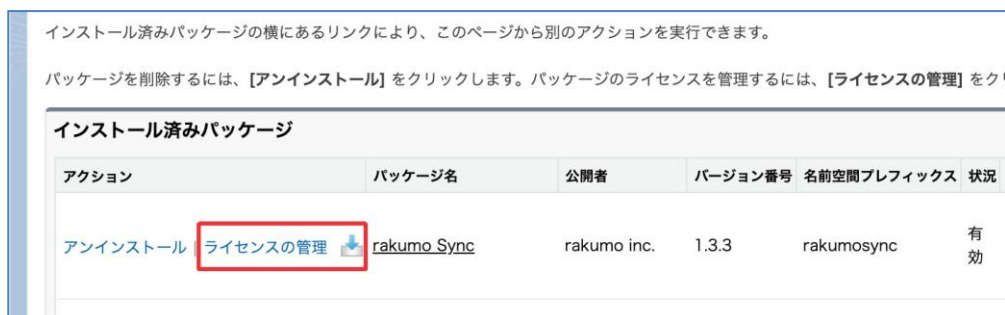 インストール済みパッケージの横にあるリンクにより、このページから別のアクションを実行できます。
パッケージを削除するには、[アンインストール] をクリックします。パッケージのライセンスを管理するには、[ライセンスの管理] をク
インストール済みパッケージ
アクション パッケージ名 公開者 バージョン番号 名前空間プレフィックス 状況
アンインストール | ライセンスの管理 rakumo Sync rakumo inc. 1.3.3 rakumosync 有
効